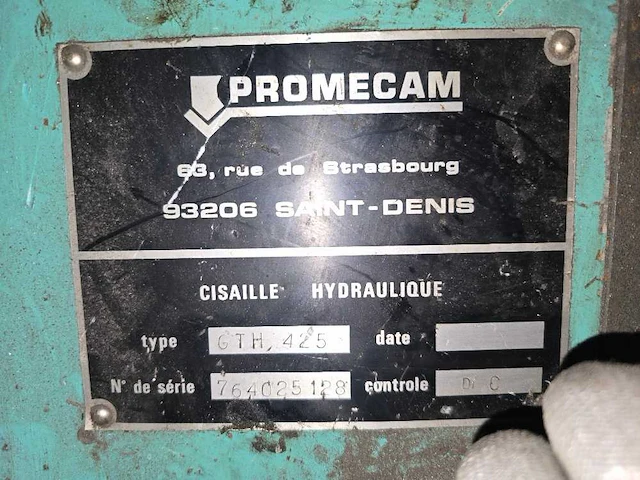 PROMECAM
63, rue de Strasbourg
93206 SAINT-DENIS
CISAILLE HYDRAULIQUE
type GTH, 425 date
N° de série 764025128 controle